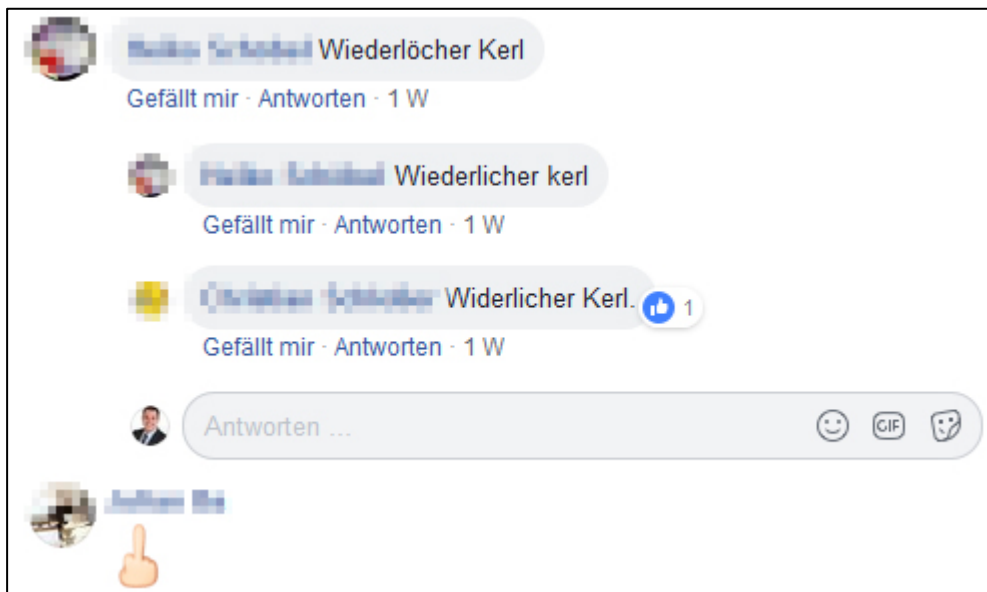 Wiederlöcher Kerl
Gefällt mir · Antworten · 1 W
Wiederlicher kerl
Gefällt mir · Antworten · 1 W
Widerlicher Kerl.
1
Gefällt mir · Antworten · 1 W
Antworten ...
GIF